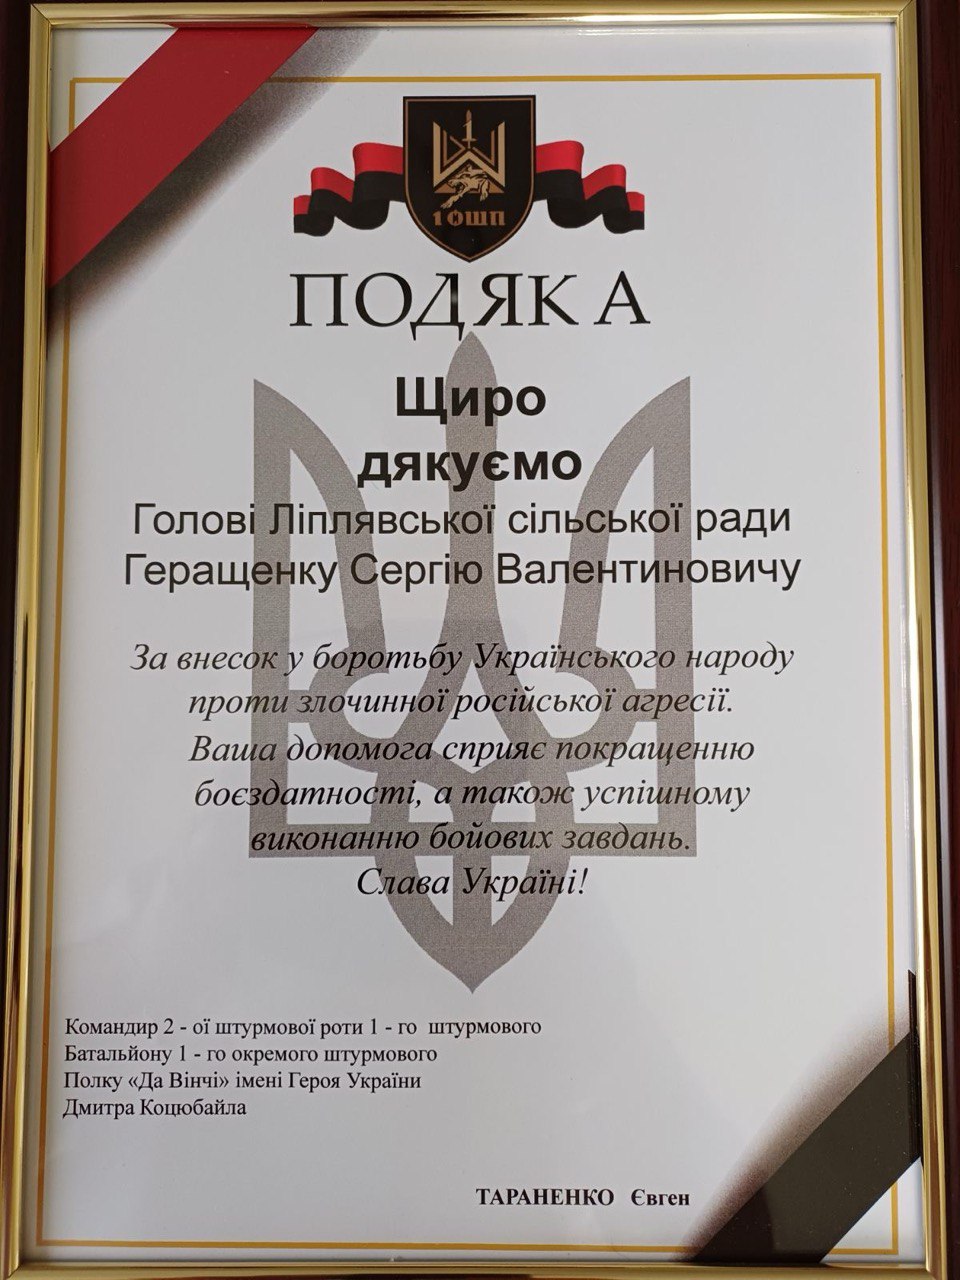 1 ОШП
ПОДЯКА
Щиро
дякуємо
Голові Ліплявської сільської ради
Геращенку Сергію Валентиновичу
За внесок у боротьбу Українського народу
проти злочинної російської агресії.
Ваша допомога сприяє покращенню
боєздатності, а також успішному
виконанню бойових завдань.
Слава Україні!
Командир 2 - ої штурмової роти 1 - го штурмового
Батальйону 1 - го окремого штурмового
Полку «Да Вінчі» імені Героя України
Дмитра Коцюбайла
ТАРАНЕНКО Євген